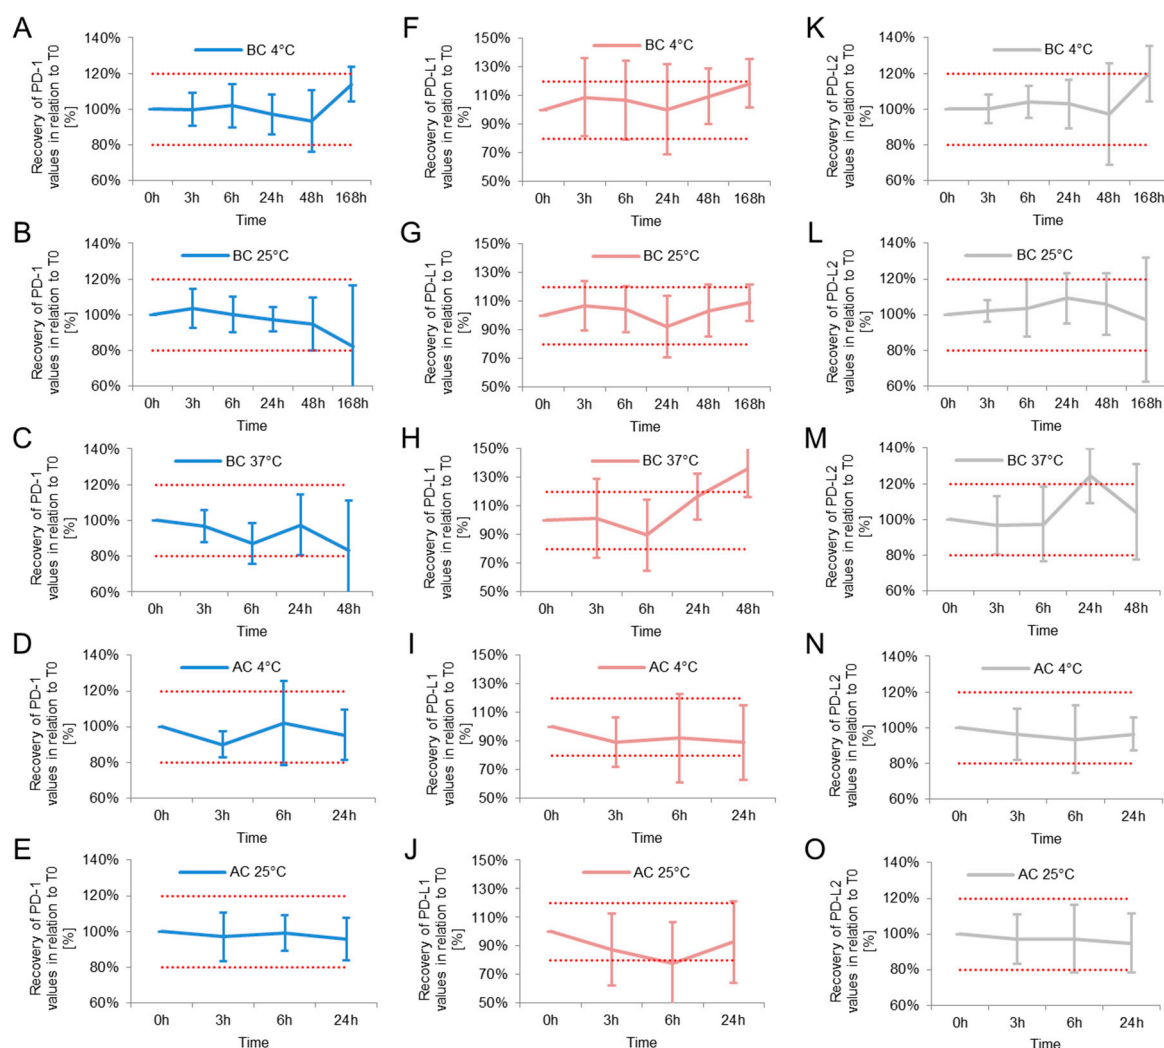 A
Recovery of PD-1
values in relation to T0
[%]
140%
120%
100%
80%
60%
BC 4°C
0h 3h 6h 24h 48h 168h
Time
F
Recovery of PD-L1
values in relation to T0
[%]
150%
130%
110%
90%
70%
50%
BC 4°C
0h 3h 6h 24h 48h 168h
Time
K
Recovery of PD-L2
values in relation to T0
[%]
140%
120%
100%
80%
60%
BC 4°C
0h 3h 6h 24h 48h 168h
Time
B
Recovery of PD-1
values in relation to T0
[%]
140%
120%
100%
80%
60%
BC 25°C
0h 3h 6h 24h 48h 168h
Time
G
Recovery of PD-L1
values in relation to T0
[%]
150%
130%
110%
90%
70%
50%
BC 25°C
0h 3h 6h 24h 48h 168h
Time
L
Recovery of PD-L2
values in relation to T0
[%]
140%
120%
100%
80%
60%
BC 25°C
0h 3h 6h 24h 48h 168h
Time
C
Recovery of PD-1
values in relation to T0
[%]
140%
120%
100%
80%
60%
BC 37°C
0h 3h 6h 24h 48h
Time
H
Recovery of PD-L1
values in relation to T0
[%]
150%
130%
110%
90%
70%
50%
BC 37°C
0h 3h 6h 24h 48h
Time
M
Recovery of PD-L2
values in relation to T0
[%]
140%
120%
100%
80%
60%
BC 37°C
0h 3h 6h 24h 48h
Time
D
Recovery of PD-1
values in relation to T0
[%]
140%
120%
100%
80%
60%
AC 4°C
0h 3h 6h 24h
Time
I
Recovery of PD-L1
values in relation to T0
[%]
150%
130%
110%
90%
70%
50%
AC 4°C
0h 3h 6h 24h
Time
N
Recovery of PD-L2
values in relation to T0
[%]
140%
120%
100%
80%
60%
AC 4°C
0h 3h 6h 24h
Time
E
Recovery of PD-1
values in relation to T0
[%]
140%
120%
100%
80%
60%
AC 25°C
0h 3h 6h 24h
Time
J
Recovery of PD-L1
values in relation to T0
[%]
150%
130%
110%
90%
70%
50%
AC 25°C
0h 3h 6h 24h
Time
O
Recovery of PD-L2
values in relation to T0
[%]
140%
120%
100%
80%
60%
AC 25°C
0h 3h 6h 24h
Time